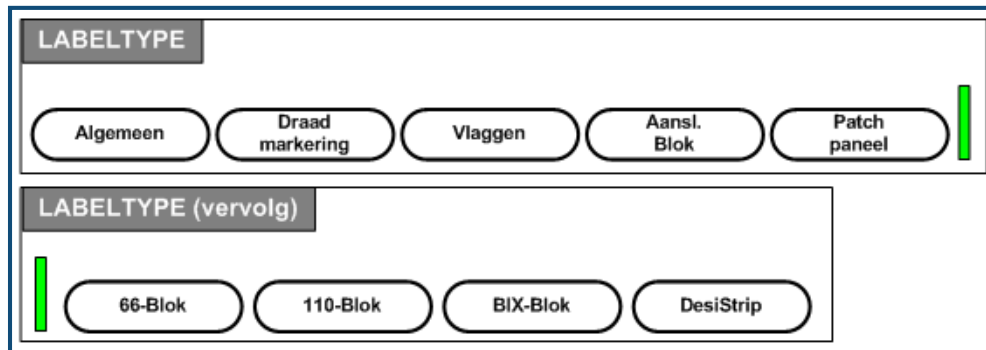 LABELTYPE
Algemeen
Draad
markering
Vlaggen
Aansl.
Blok
Patch
paneel
LABELTYPE (vervolg)
66-Blok
110-Blok
BIX-Blok
DesiStrip